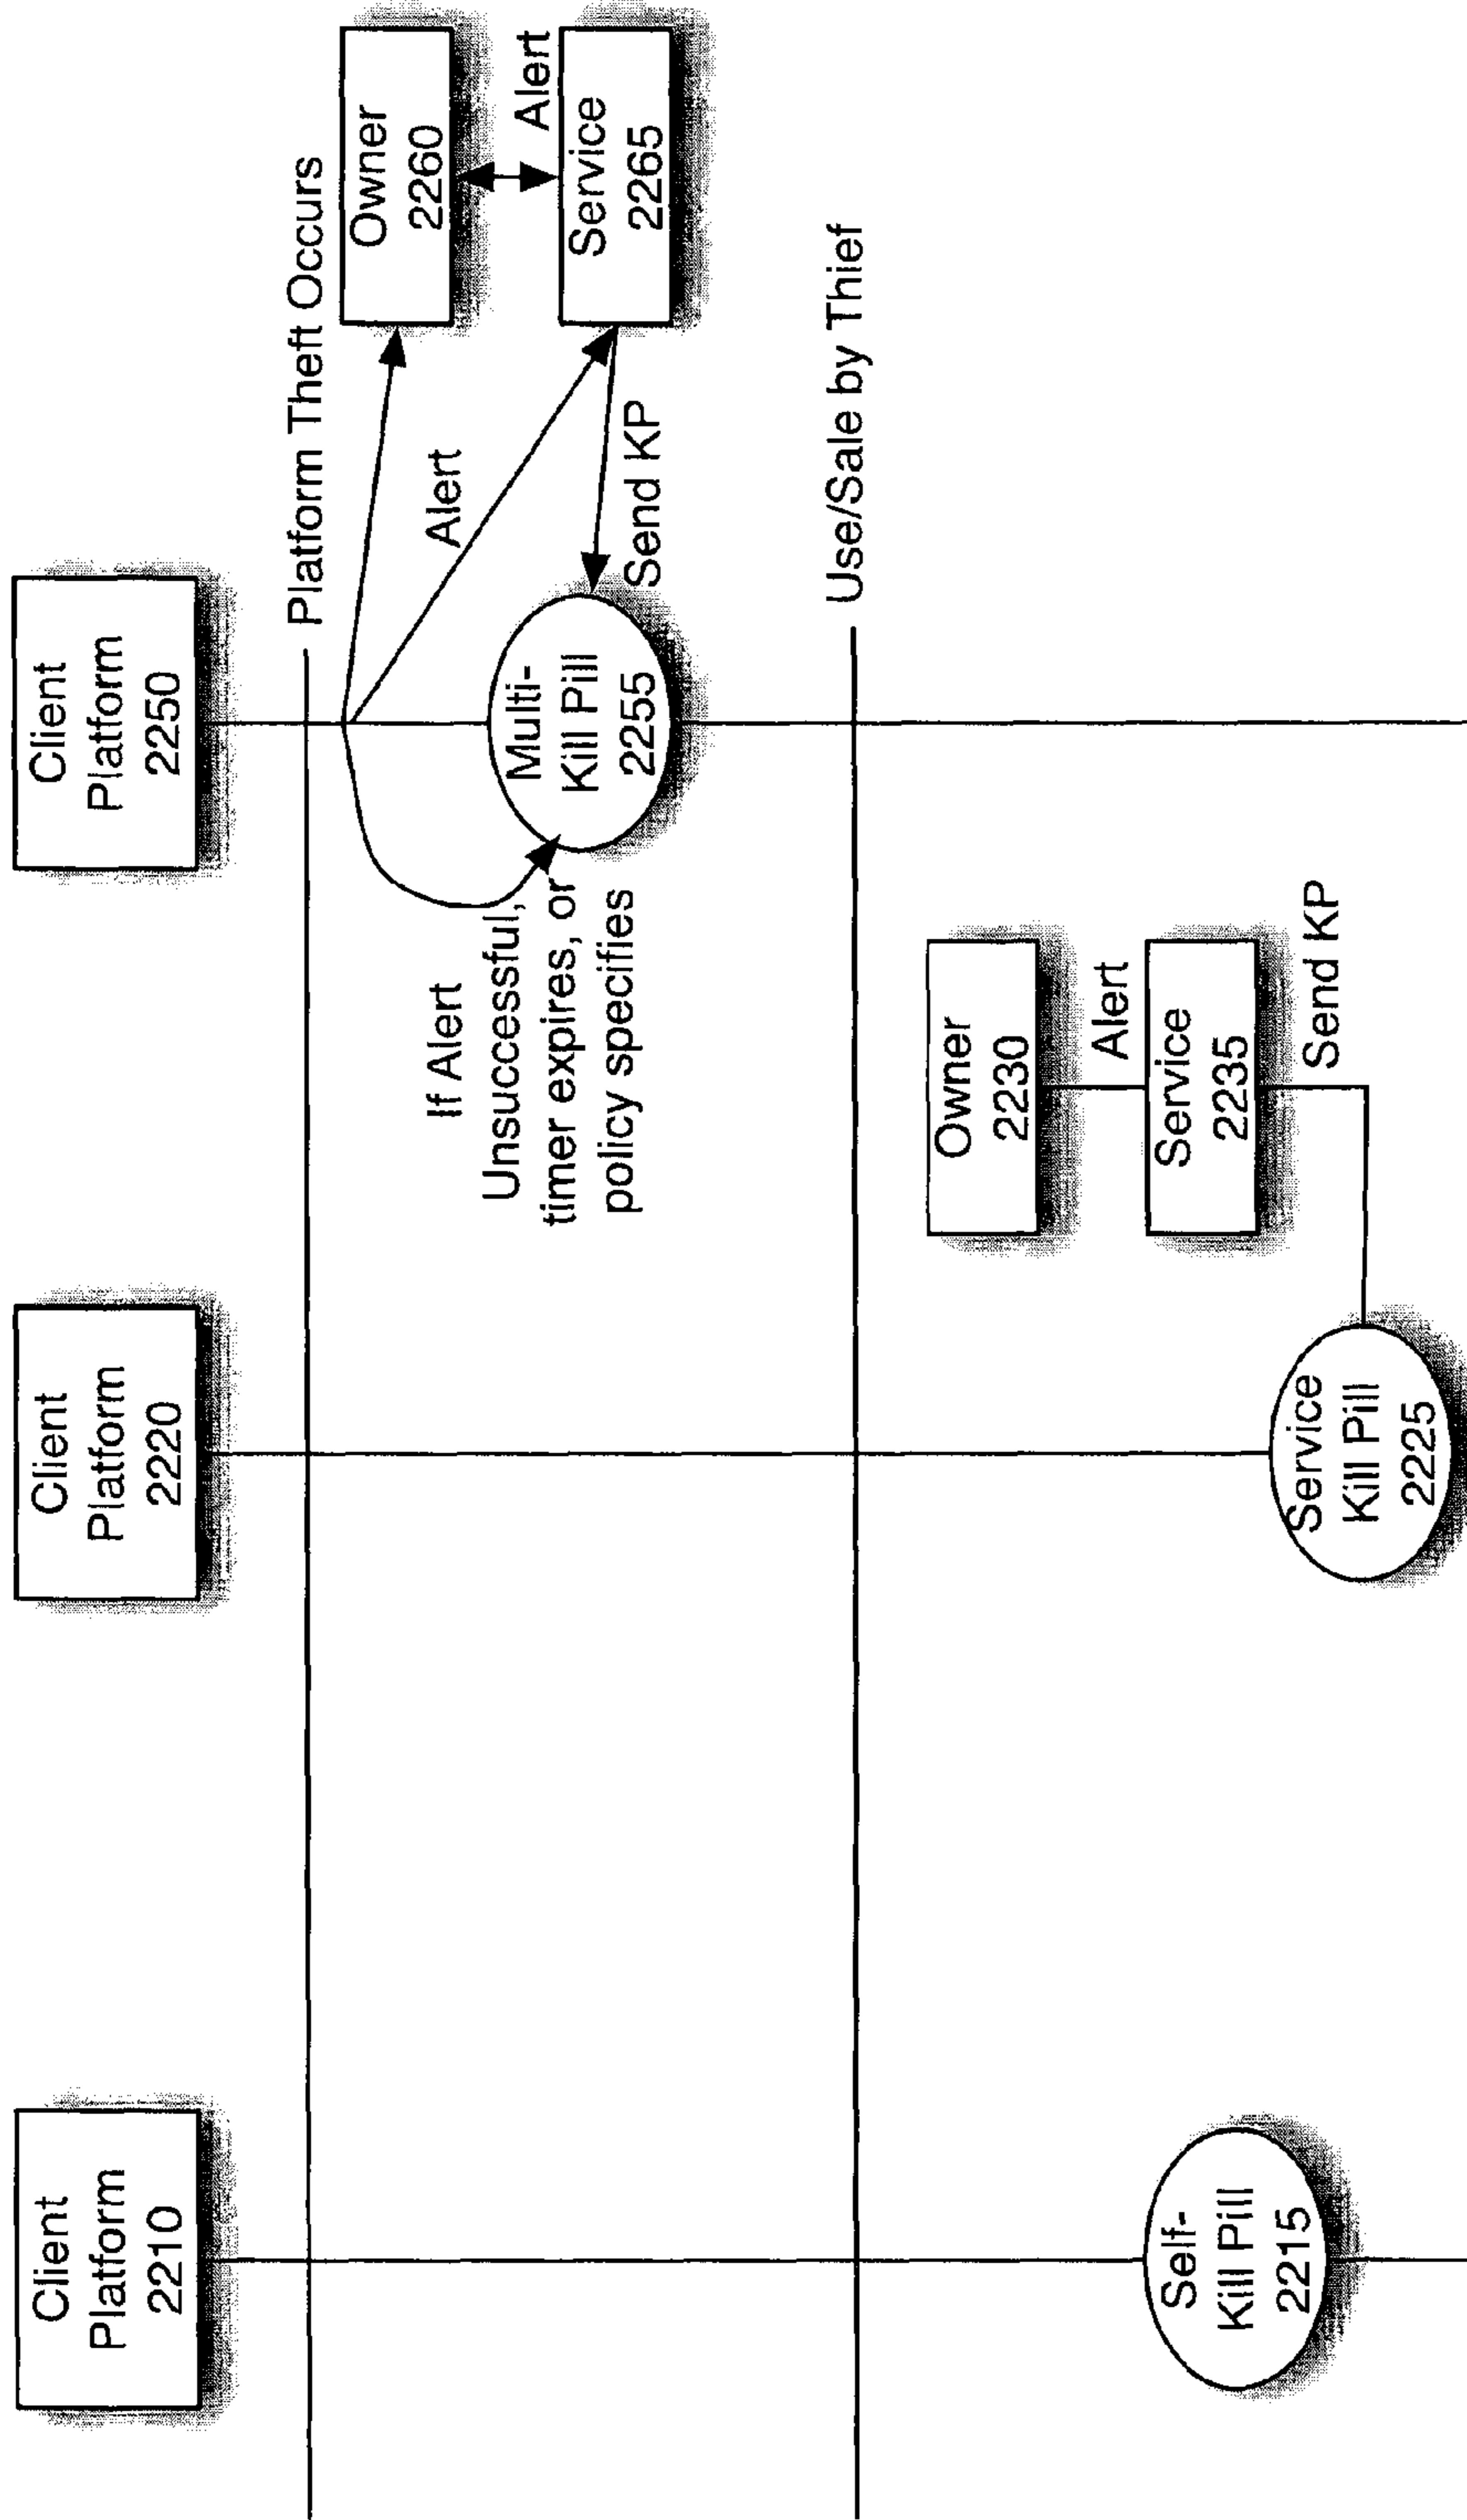 Client
Platform
2210
Client
Platform
2220
Client
Platform
2250
Platform Theft Occurs
Owner
2260
Alert
Service
2265
Alert
Send KP
Multi-
Kill Pill
2255
If Alert
Unsuccessful,
timer expires, or
policy specifies
Use/Sale by Thief
Self-
Kill Pill
2215
Service
Kill Pill
2225
Owner
2230
Alert
Service
2235
Send KP